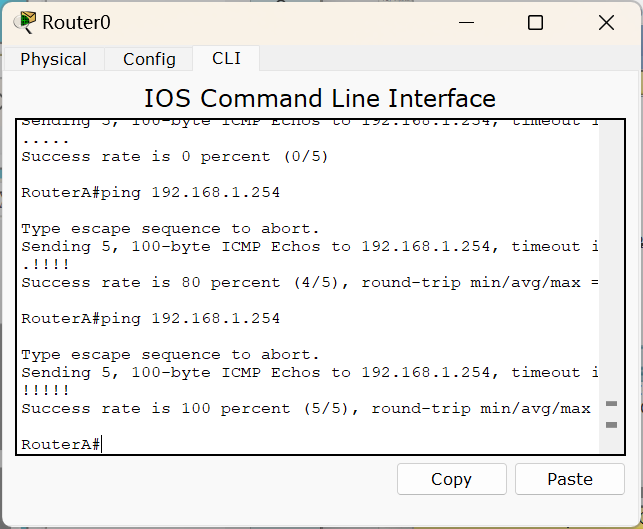 Router0
Physical Config CLI
IOS Command Line Interface
Sending 5, 100-byte ICMP Echos to 192.168.1.254, timeout i
.....
Success rate is 0 percent (0/5)
RouterA#ping 192.168.1.254
Type escape sequence to abort.
Sending 5, 100-byte ICMP Echos to 192.168.1.254, timeout i
.!!!!
Success rate is 80 percent (4/5), round-trip min/avg/max =
RouterA#ping 192.168.1.254
Type escape sequence to abort.
Sending 5, 100-byte ICMP Echos to 192.168.1.254, timeout i
!!!!!
Success rate is 100 percent (5/5), round-trip min/avg/max
RouterA#
Copy Paste